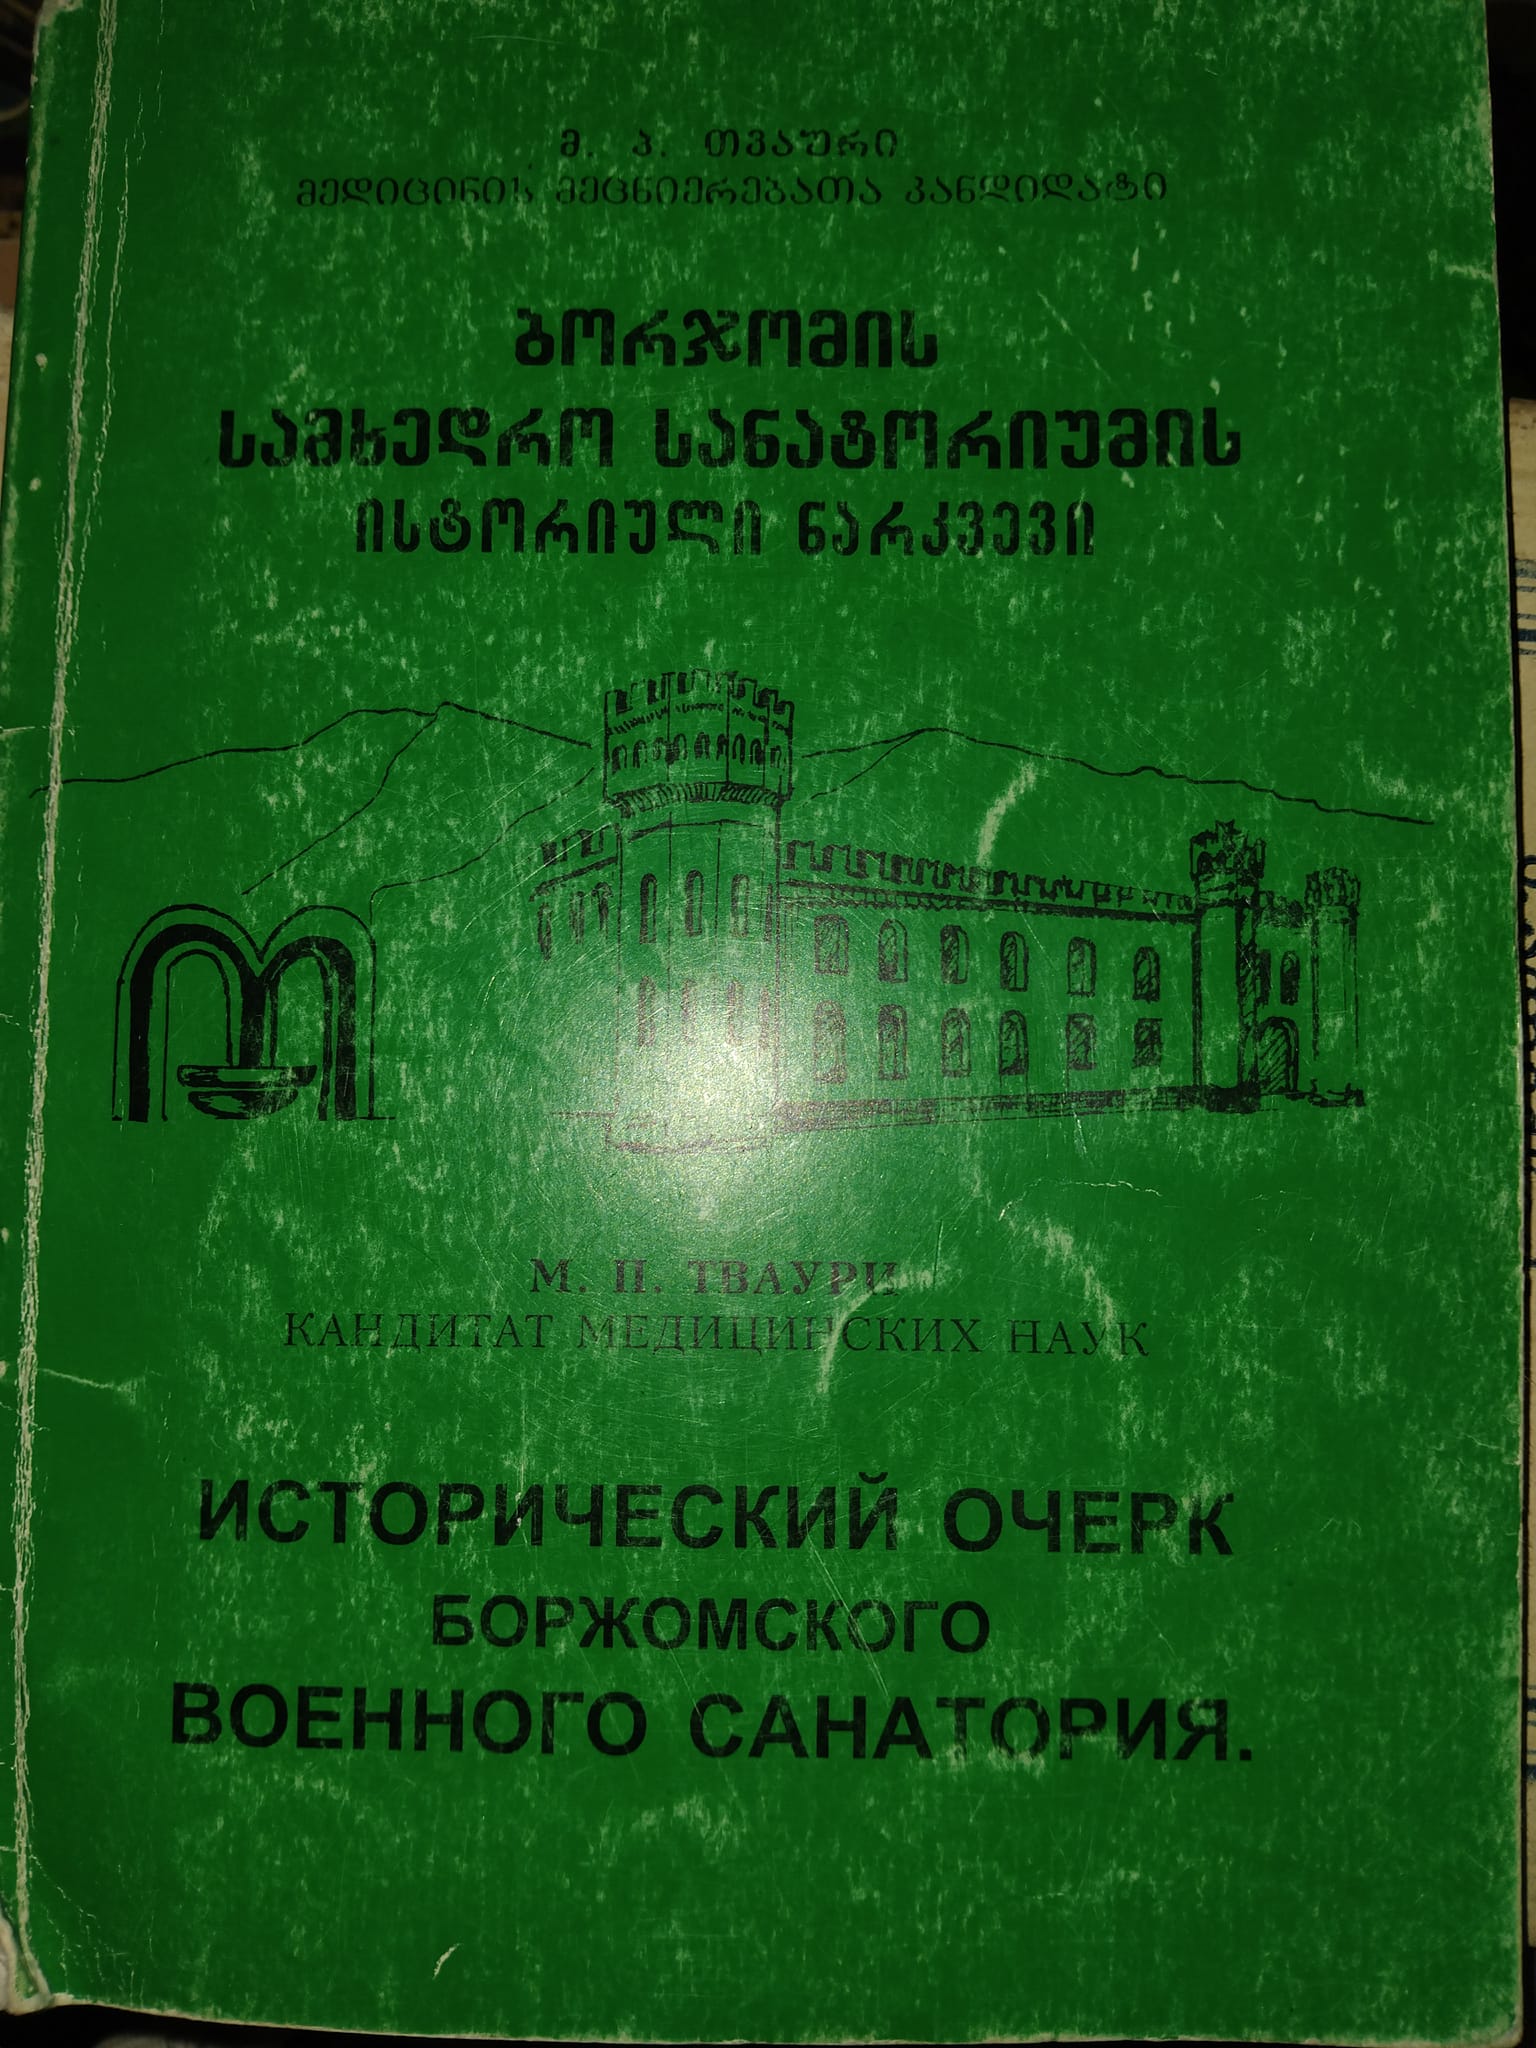 მ. პ. თვაური
მედიცინის მეცნიერებათა კანდიდატი
ბორჯომის
სამხედრო სანატორიუმის
ისტორიული ნარკვევი
М. П. ТВАУРИ
КАНДИТАТ МЕДИЦИНСКИХ НАУК
ИСТОРИЧЕСКИЙ ОЧЕРК
БОРЖОМСКОГО
ВОЕННОГО САНАТОРИЯ.